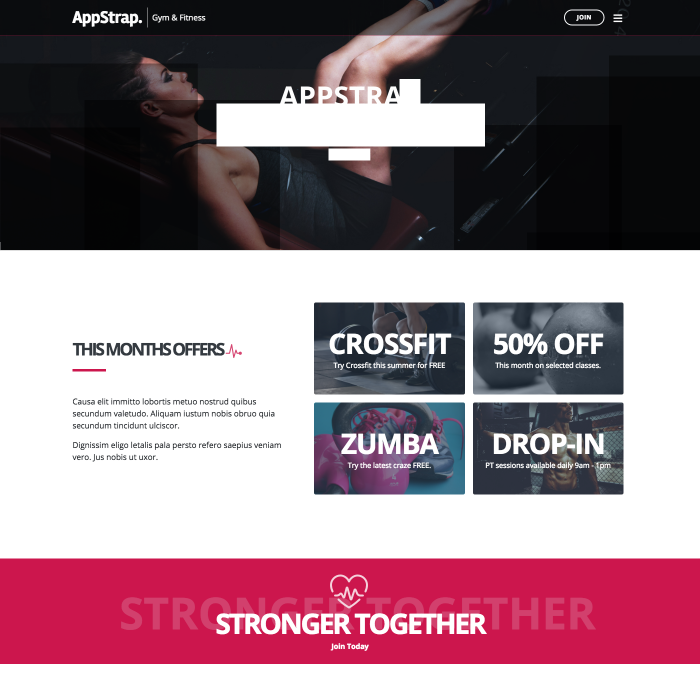 AppStrap. Gym & Fitness
JOIN
APPSTRA
THIS MONTHS OFFERS
Causa elit immitto lobortis metuo nostrud quibus
secundum valetudo. Aliquam iustum nobis obruo quia
secundum tincidunt ulciscor.
Dignissim eligo letalis pala persto refero saepius veniam
vero. Jus nobis ut uxor.
CROSSFIT
Try Crossfit this summer for FREE
50% OFF
This month on selected classes.
ZUMBA
Try the latest craze FREE.
DROP-IN
PT sessions available daily 9am - 1pm
STRONGER TOGETHER
STRONGER TOGETHER
Join Today